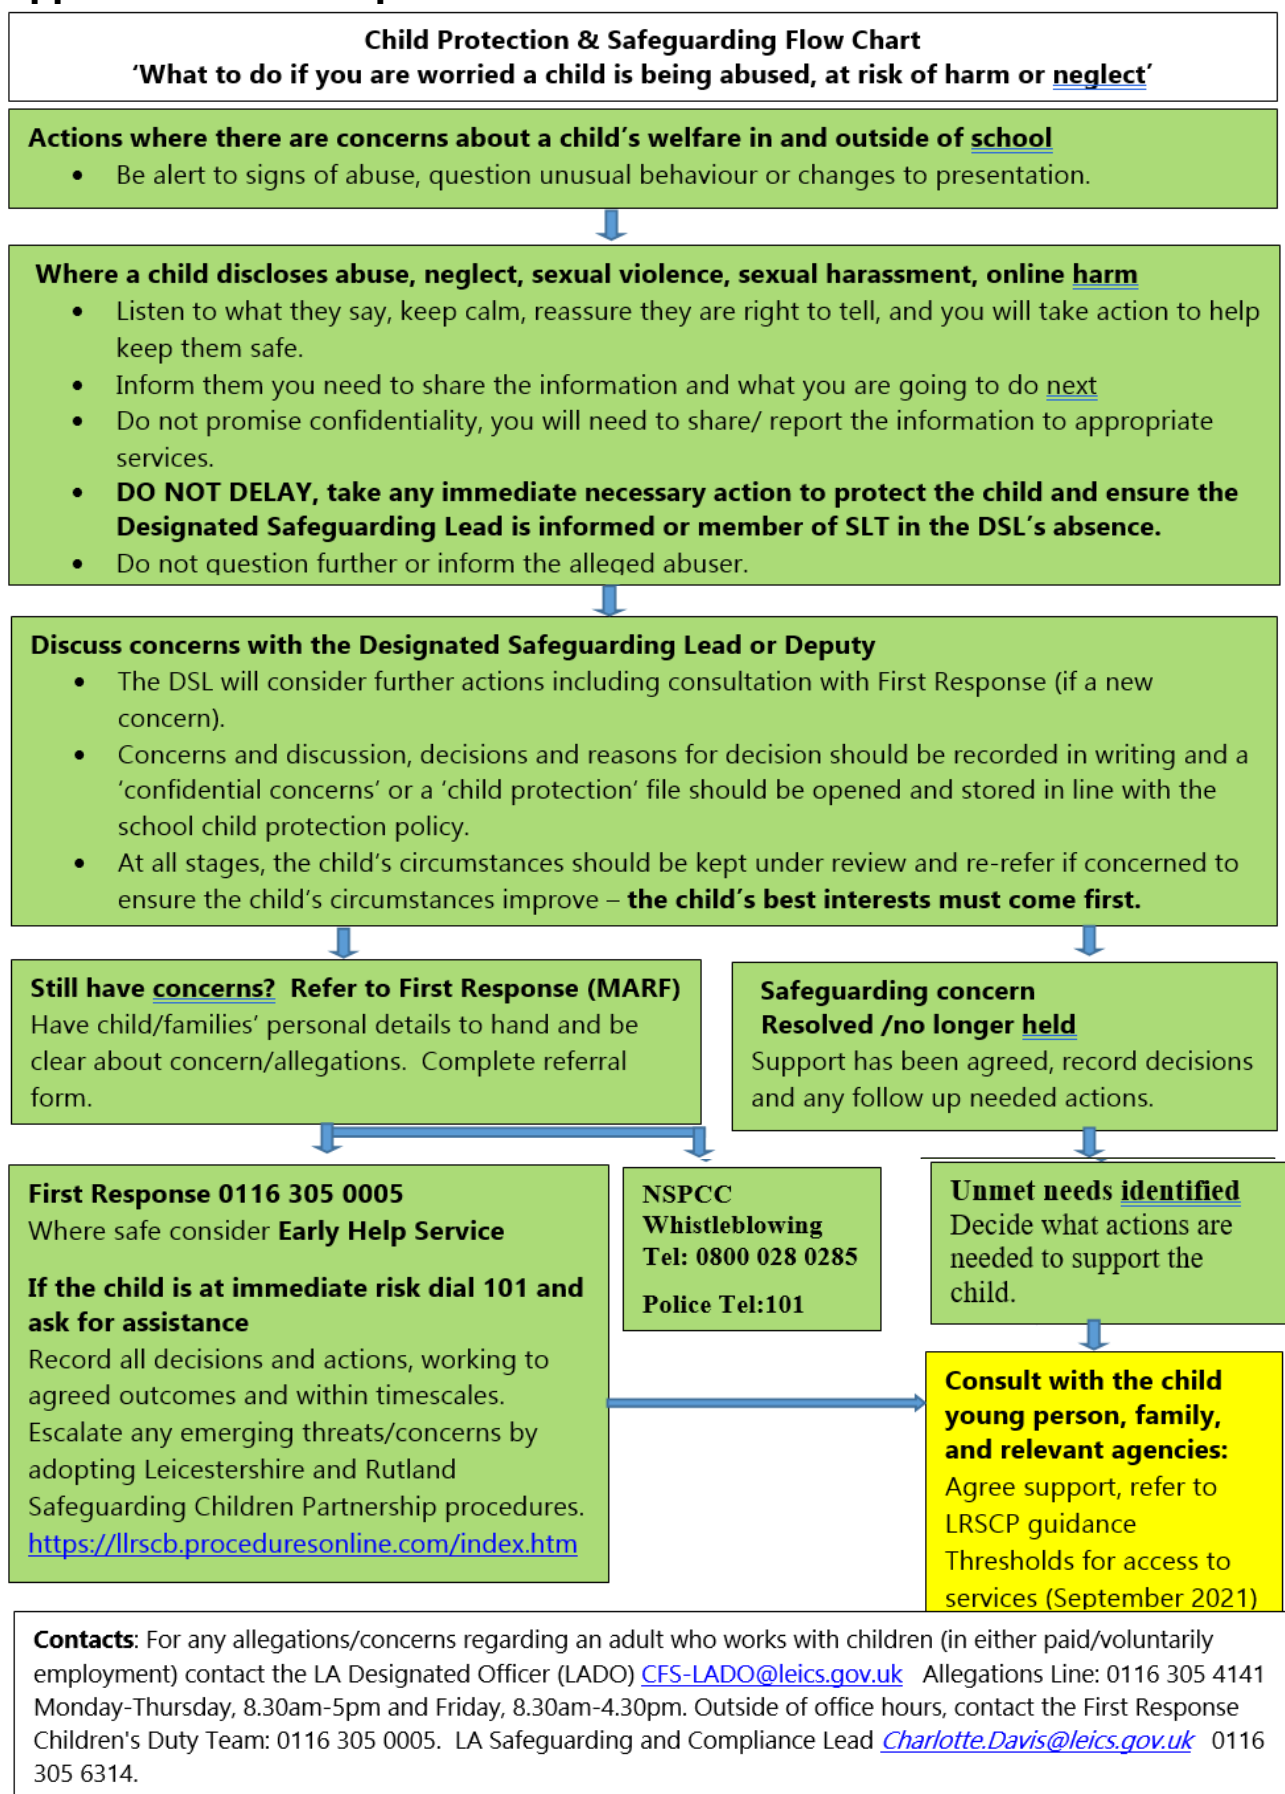 Child Protection & Safeguarding Flow Chart
‘What to do if you are worried a child is being abused, at risk of harm or neglect’
Actions where there are concerns about a child’s welfare in and outside of school
• Be alert to signs of abuse, question unusual behaviour or changes to presentation.
Where a child discloses abuse, neglect, sexual violence, sexual harassment, online harm
• Listen to what they say, keep calm, reassure they are right to tell, and you will take action to help
keep them safe.
• Inform them you need to share the information and what you are going to do next
• Do not promise confidentiality, you will need to share/ report the information to appropriate
services.
• DO NOT DELAY, take any immediate necessary action to protect the child and ensure the
Designated Safeguarding Lead is informed or member of SLT in the DSL’s absence.
• Do not question further or inform the alleged abuser.
Discuss concerns with the Designated Safeguarding Lead or Deputy
• The DSL will consider further actions including consultation with First Response (if a new
concern).
• Concerns and discussion, decisions and reasons for decision should be recorded in writing and a
‘confidential concerns’ or a ‘child protection’ file should be opened and stored in line with the
school child protection policy.
• At all stages, the child’s circumstances should be kept under review and re-refer if concerned to
ensure the child’s circumstances improve – the child’s best interests must come first.
Still have concerns? Refer to First Response (MARF)
Have child/families’ personal details to hand and be
clear about concern/allegations. Complete referral
form.
Safeguarding concern
Resolved /no longer held
Support has been agreed, record decisions
and any follow up needed actions.
First Response 0116 305 0005
Where safe consider Early Help Service
If the child is at immediate risk dial 101 and
ask for assistance
Record all decisions and actions, working to
agreed outcomes and within timescales.
Escalate any emerging threats/concerns by
adopting Leicestershire and Rutland
Safeguarding Children Partnership procedures.
https://llrscb.proceduresonline.com/index.htm
NSPCC
Whistleblowing
Tel: 0800 028 0285
Police Tel:101
Unmet needs identified
Decide what actions are
needed to support the
child.
Consult with the child
young person, family,
and relevant agencies:
Agree support, refer to
LRSCP guidance
Thresholds for access to
services (September 2021)
Contacts: For any allegations/concerns regarding an adult who works with children (in either paid/voluntarily
employment) contact the LA Designated Officer (LADO) CFS-LADO@leics.gov.uk Allegations Line: 0116 305 4141
Monday-Thursday, 8.30am-5pm and Friday, 8.30am-4.30pm. Outside of office hours, contact the First Response
Children's Duty Team: 0116 305 0005. LA Safeguarding and Compliance Lead Charlotte.Davis@leics.gov.uk 0116
305 6314.